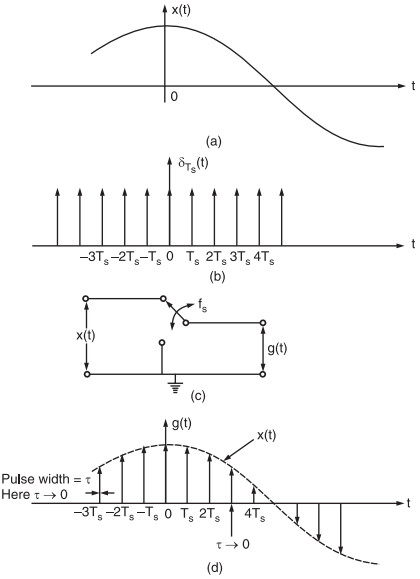 x(t)
t
0
(a)
δTs(t)
t
–3Ts –2Ts –Ts 0 Ts 2Ts 3Ts 4Ts
(b)
fs
x(t)
g(t)
(c)
g(t)
x(t)
Pulse width = τ
Here τ → 0
t
–3Ts –2Ts –Ts 0 Ts 2Ts 4Ts
τ → 0
(d)